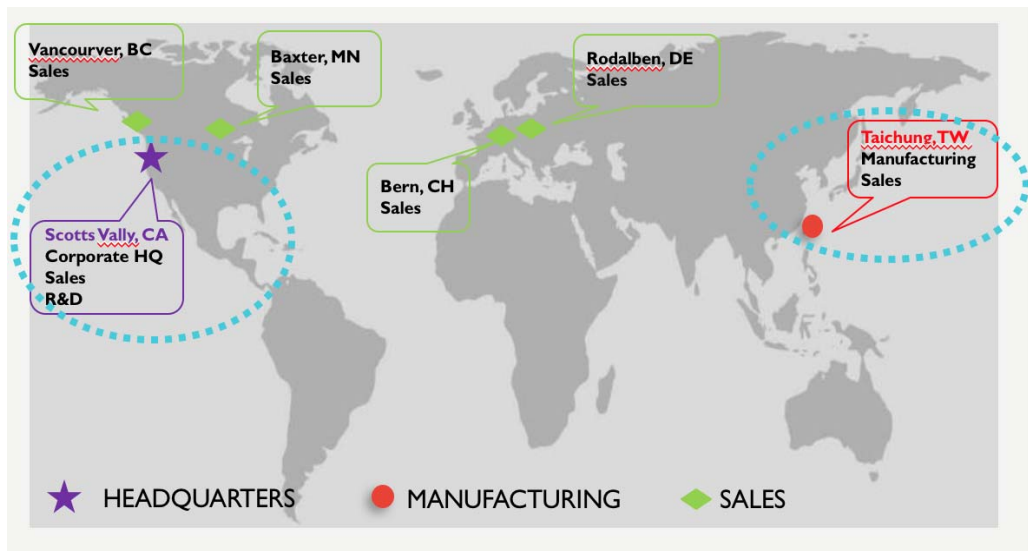 Vancourver, BC
Sales
Baxter, MN
Sales
Rodalben, DE
Sales
Taichung, TW
Manufacturing
Sales
Bern, CH
Sales
Scotts Vally, CA
Corporate HQ
Sales
R&D
HEADQUARTERS
MANUFACTURING
SALES